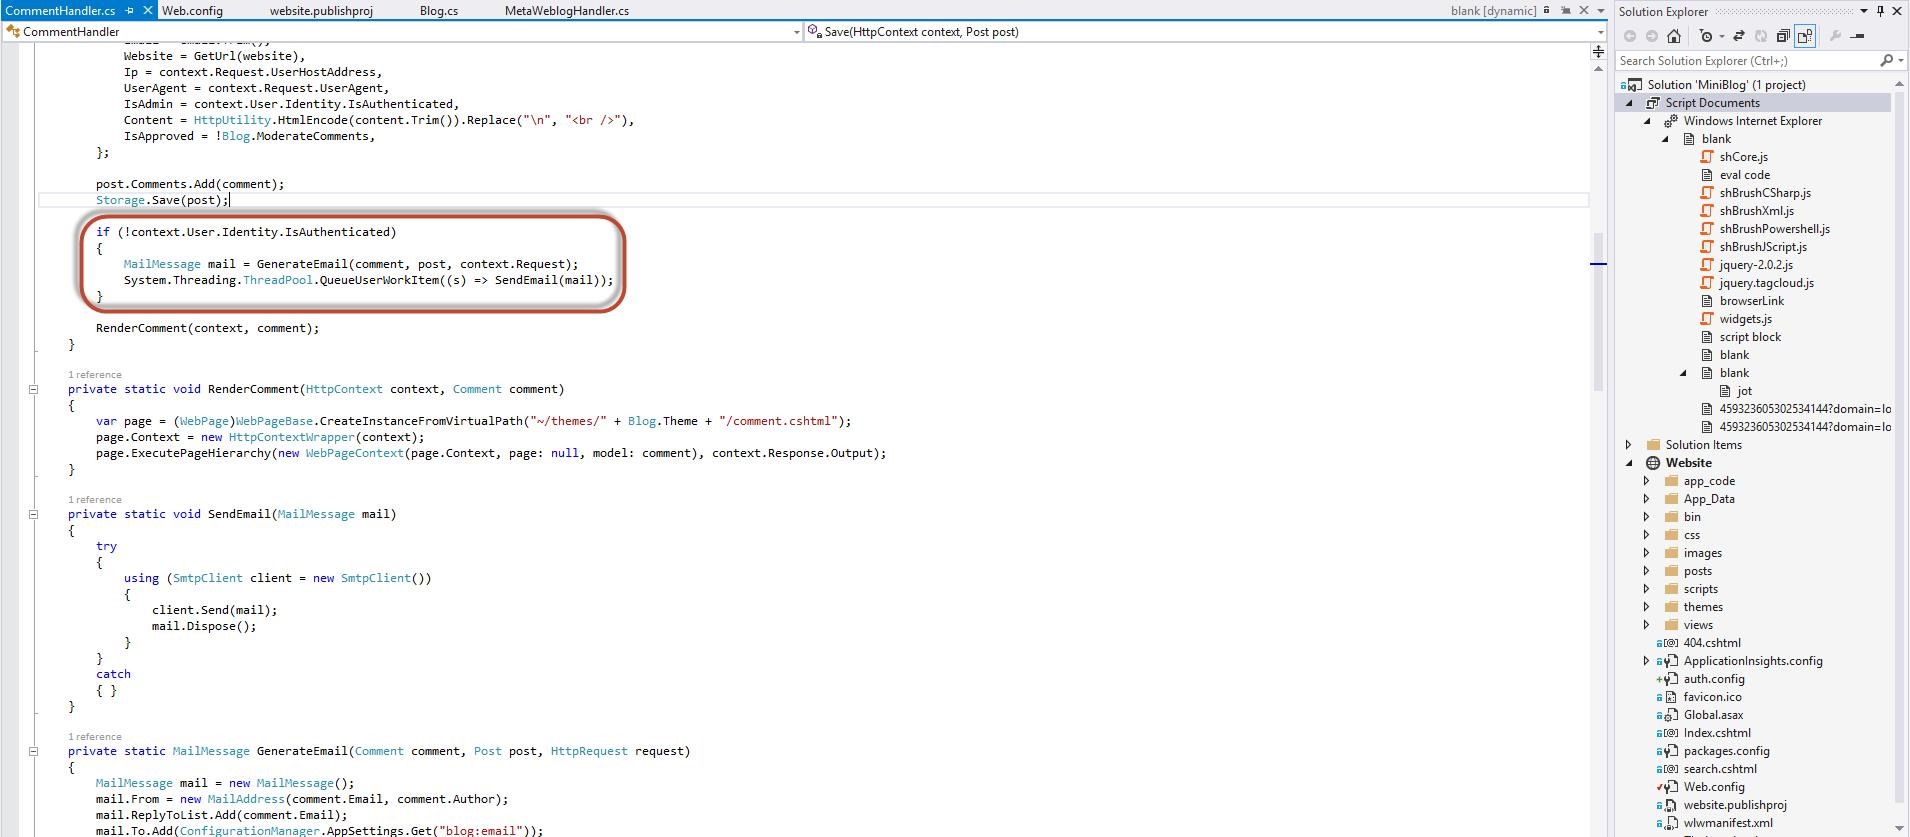 CommentHandler.cs
Web.config
website.publishproj
Blog.cs
MetaWeblogHandler.cs
blank [dynamic]
CommentHandler
Save(HttpContext context, Post post)
Website = GetUrl(website),
Ip = context.Request.UserHostAddress,
UserAgent = context.Request.UserAgent,
IsAdmin = context.User.Identity.IsAuthenticated,
Content = HttpUtility.HtmlEncode(content.Trim()).Replace("\n", "<br />"),
IsApproved = !Blog.ModerateComments,
};
post.Comments.Add(comment);
Storage.Save(post);
if (!context.User.Identity.IsAuthenticated)
{
MailMessage mail = GenerateEmail(comment, post, context.Request);
System.Threading.ThreadPool.QueueUserWorkItem((s) => SendEmail(mail));
}
RenderComment(context, comment);
}
1 reference
private static void RenderComment(HttpContext context, Comment comment)
{
var page = (WebPage)WebPageBase.CreateInstanceFromVirtualPath("~/themes/" + Blog.Theme + "/comment.cshtml");
page.Context = new HttpContextWrapper(context);
page.ExecutePageHierarchy(new WebPageContext(page.Context, page: null, model: comment), context.Response.Output);
}
1 reference
private static void SendEmail(MailMessage mail)
{
try
{
using (SmtpClient client = new SmtpClient())
{
client.Send(mail);
mail.Dispose();
}
}
catch
{ }
}
1 reference
private static MailMessage GenerateEmail(Comment comment, Post post, HttpRequest request)
{
MailMessage mail = new MailMessage();
mail.From = new MailAddress(comment.Email, comment.Author);
mail.ReplyToList.Add(comment.Email);
mail.To.Add(ConfigurationManager.AppSettings.Get("blog:email"));
Solution Explorer
Search Solution Explorer (Ctrl+;)
Solution 'MiniBlog' (1 project)
Script Documents
Windows Internet Explorer
blank
shCore.js
eval code
shBrushCSharp.js
shBrushXml.js
shBrushPowershell.js
shBrushJScript.js
jquery-2.0.2.js
jquery.tagcloud.js
browserLink
widgets.js
script block
blank
blank
jot
459323605302534144?domain=lo
459323605302534144?domain=lo
Solution Items
Website
app_code
App_Data
bin
css
images
posts
scripts
themes
views
404.cshtml
ApplicationInsights.config
auth.config
favicon.ico
Global.asax
Index.cshtml
packages.config
search.cshtml
Web.config
website.publishproj
wlwmanifest.xml